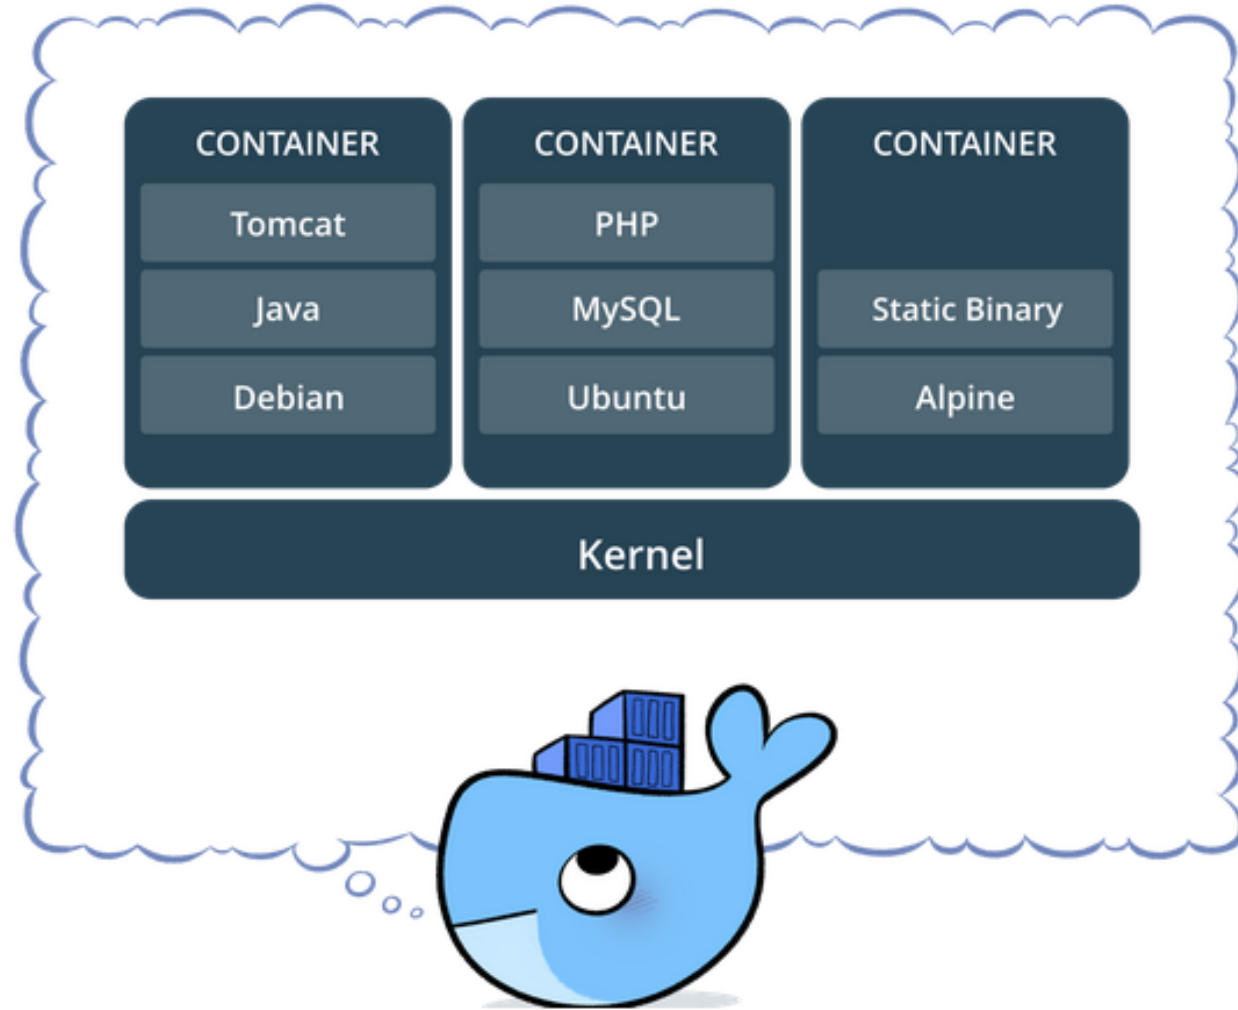 CONTAINER
Tomcat
Java
Debian
CONTAINER
PHP
MySQL
Ubuntu
CONTAINER
Static Binary
Alpine
Kernel